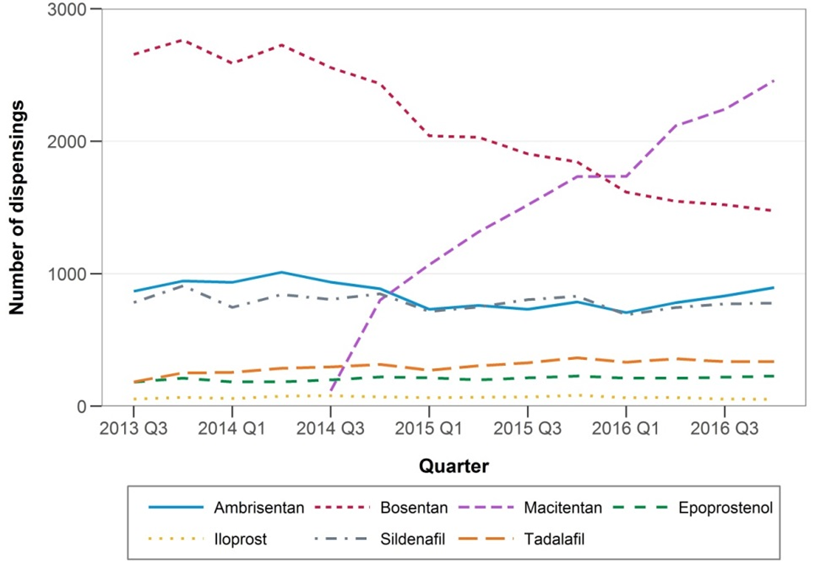 3000
2000
1000
0
Number of dispensings
2013 Q3 2014 Q1 2014 Q3 2015 Q1 2015 Q3 2016 Q1 2016 Q3
Quarter
Ambrisentan Bosentan Macitentan Epoprostenol
Iloprost Sildenafil Tadalafil